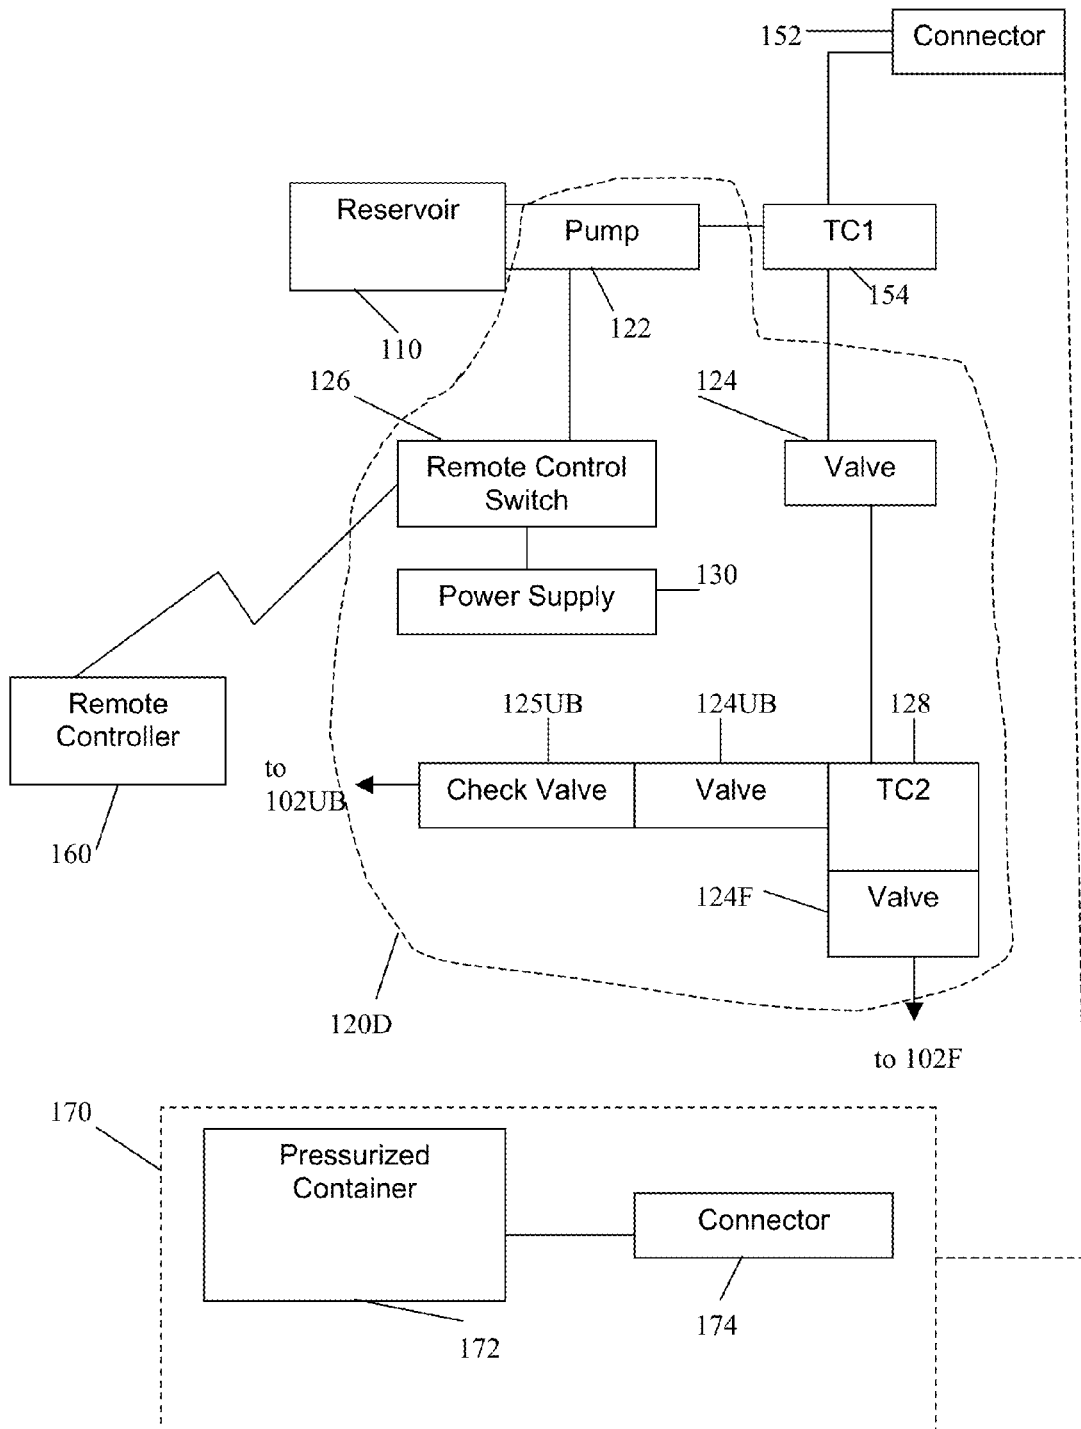 152
Connector
Reservoir
Pump
TC1
154
122
110
126
124
Remote Control
Switch
Valve
130
Power Supply
Remote
Controller
125UB
124UB
128
to
102UB
Check Valve
Valve
TC2
160
124F
Valve
120D
to 102F
170
Pressurized
Container
Connector
172
174